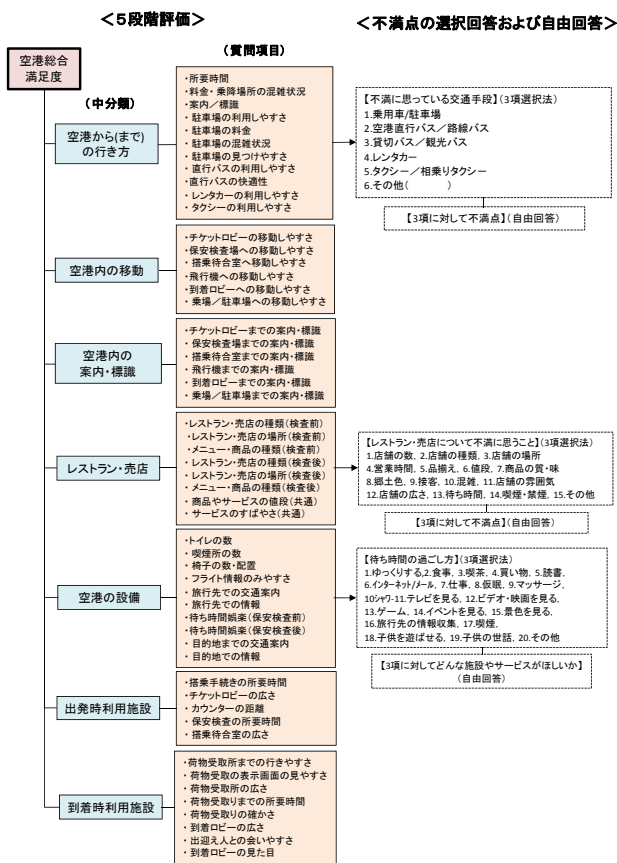 ＜５段階評価＞
＜不満点の選択回答および自由回答＞
空港総合
満足度
(中分類)
(質問項目)
空港から(まで)
の行き方
・所要時間
・料金・乗降場所の混雑状況
・案内／標識
・駐車場の利用しやすさ
・駐車場の料金
・駐車場の混雑状況
・駐車場の見つけやすさ
・直行バスの利用しやすさ
・直行バスの快適性
・レンタカーの利用しやすさ
・タクシーの利用しやすさ
【不満に思っている交通手段】(3項選択法)
1.乗用車/駐車場
2.空港直行バス／路線バス
3.貸切バス／観光バス
4.レンタカー
5.タクシー／相乗りタクシー
6.その他(　　　　)
【3項に対して不満点】(自由回答)
空港内の移動
・チケットロビーの移動しやすさ
・保安検査場への移動しやすさ
・搭乗待合室へ移動しやすさ
・飛行機への移動しやすさ
・到着ロビーへの移動しやすさ
・乗場／駐車場への移動しやすさ
空港内の
案内・標識
・チケットロビーまでの案内・標識
・保安検査場までの案内・標識
・搭乗待合室までの案内・標識
・飛行機までの案内・標識
・到着ロビーまでの案内・標識
・乗場／駐車場までの案内・標識
レストラン・売店
・レストラン・売店の種類(検査前)
・レストラン・売店の場所(検査前)
・メニュー・商品の種類(検査前)
・レストラン・売店の種類(検査後)
・レストラン・売店の場所(検査後)
・メニュー・商品の種類(検査後)
・商品やサービスの値段(共通)
・サービスのすばやさ(共通)
【レストラン・売店について不満に思うこと】(3項選択法)
1.店舗の数、2.店舗の種類、3.店舗の場所
4.営業時間、5.品揃え、6.値段、7.商品の質・味
8.郷土色、9.接客、10.混雑、11.店舗の雰囲気
12.店舗の広さ、13.待ち時間、14.喫煙・禁煙、15.その他
【3項に対して不満点】(自由回答)
空港の設備
・トイレの数
・喫煙所の数
・椅子の数・配置
・フライト情報のみやすさ
・旅行先での交通案内
・旅行先での情報
・待ち時間娯楽(保安検査前)
・待ち時間娯楽(保安検査後)
・目的地までの交通案内
・目的地での情報
【待ち時間の過ごし方】(3項選択法)
1.ゆっくりする,2.食事、3.喫茶、4.買い物、5.読書,
6.インターネット/メール、7.仕事、8.仮眠、9.マッサージ,
10シャワ-11.テレビを見る、12.ビデオ・映画を見る,
13.ゲーム、14.イベントを見る、15.景色を見る,
16.旅行先の情報収集、17.喫煙,
18.子供を遊ばせる、19.子供の世話、20.その他
【3項に対してどんな施設やサービスがほしいか】
(自由回答)
出発時利用施設
・搭乗手続きの所要時間
・チケットロビーの広さ
・カウンターの距離
・保安検査の所要時間
・搭乗待合室の広さ
到着時利用施設
・荷物受取所までの行きやすさ
・荷物受取の表示画面の見やすさ
・荷物受取所の広さ
・荷物受取りまでの所要時間
・荷物受取りの確かさ
・到着ロビーの広さ
・出迎え人との会いやすさ
・到着ロビーの見た目